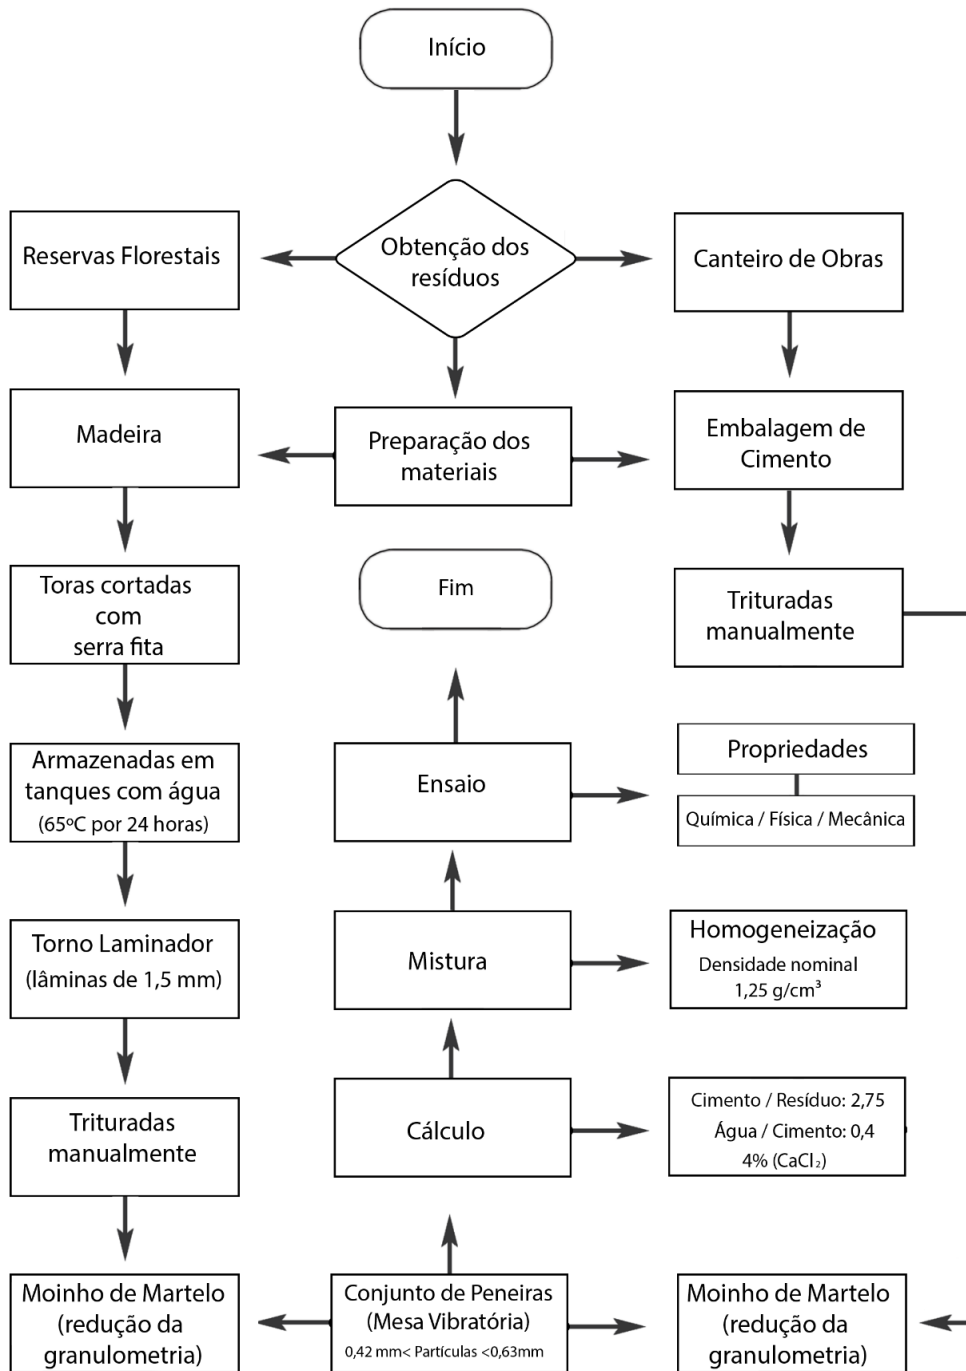 Início
Obtenção dos
resíduos
Reservas Florestais
Canteiro de Obras
Madeira
Preparação dos
materiais
Embalagem de
Cimento
Toras cortadas
com
serra fita
Fim
Trituradas
manualmente
Armazenadas em
tanques com água
(65ºC por 24 horas)
Ensaio
Propriedades
Química / Física / Mecânica
Torno Laminador
(lâminas de 1,5 mm)
Mistura
Homogeneização
Densidade nominal
1,25 g/cm³
Trituradas
manualmente
Cálculo
Cimento / Resíduo: 2,75
Água / Cimento: 0,4
4% (CaCl₂)
Moinho de Martelo
(redução da
granulometria)
Conjunto de Peneiras
(Mesa Vibratória)
0,42 mm< Partículas <0,63mm
Moinho de Martelo
(redução da
granulometria)